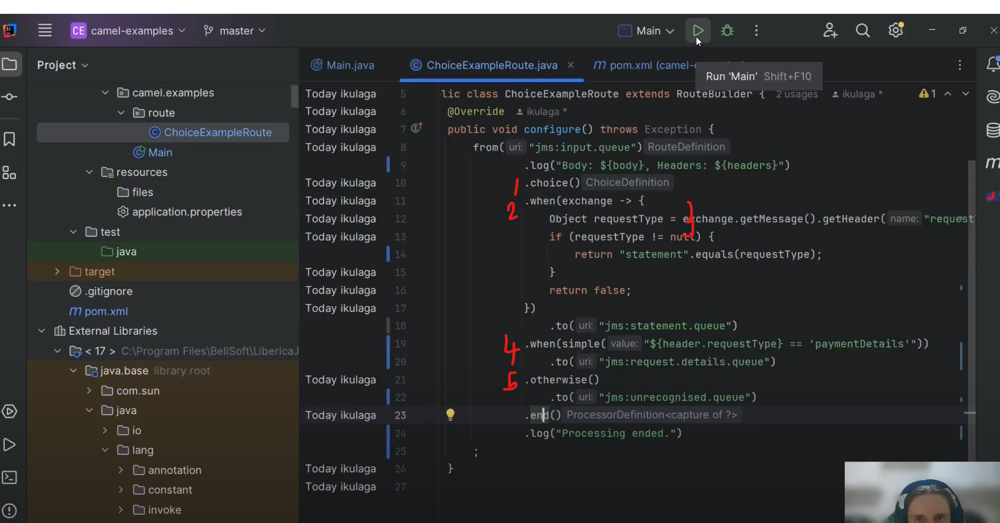 IJ
CE camel-examples
master
Main
Project
Main.java
ChoiceExampleRoute.java
pom.xml (camel-
Run 'Main' Shift+F10
camel.examples
route
ChoiceExampleRoute
Main
resources
files
application.properties
test
java
target
.gitignore
pom.xml
External Libraries
< 17 > C:\Program Files\BellSoft\LibericaJ
java.base library root
com.sun
java
io
lang
annotation
constant
invoke
Today ikulaga 5 lic class ChoiceExampleRoute extends RouteBuilder { 2 usages ikulaga * 1
Today ikulaga 6 @Override ikulaga *
Today ikulaga 7 public void configure() throws Exception {
Today ikulaga 8 from( uri: "jms:input.queue") RouteDefinition
9 .log("Body: ${body}, Headers: ${headers}")
Today ikulaga 10 1 .choice() ChoiceDefinition
Today ikulaga 11 2 .when(exchange -> {
3
Today ikulaga 12 Object requestType = exchange.getMessage().getHeader( name: "request
Today ikulaga 13 if (requestType != null) {
14 return "statement".equals(requestType);
Today ikulaga 15 }
Today ikulaga 16 return false;
Today ikulaga 17 })
18 .to( uri: "jms:statement.queue")
19 4 .when(simple( value: "${header.requestType} == 'paymentDetails'"))
20 .to( uri: "jms:request.details.queue")
Today ikulaga 21 5 .otherwise()
22 .to( uri: "jms:unrecognised.queue")
Today ikulaga 23 .end() ProcessorDefinition<capture of ?>
24 .log("Processing ended.")
25 ;
Today ikulaga 26 }
Today ikulaga 27